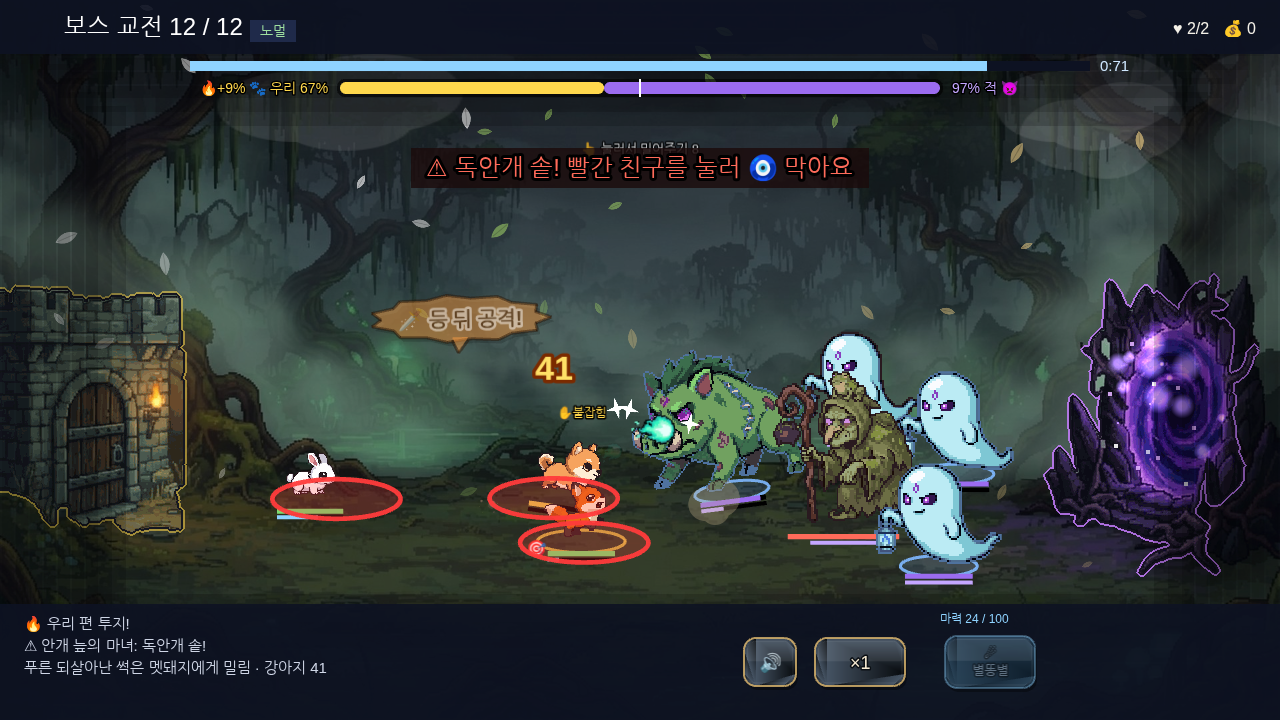 보스 교전 12 / 12 노멀
♥ 2/2 💰 0
0:71
🔥+9% 🐾 우리 67%
97% 적 👿
⚠ 독안개 솥! 빨간 친구를 눌러 🧿 막아요
등 뒤 공격!
41
✋붙잡힘
🔥 우리 편 투지!
⚠ 안개 늪의 마녀: 독안개 솥!
푸른 되살아난 썩은 멧돼지에게 밀림 · 강아지 41
마력 24 / 100
×1
별똥별